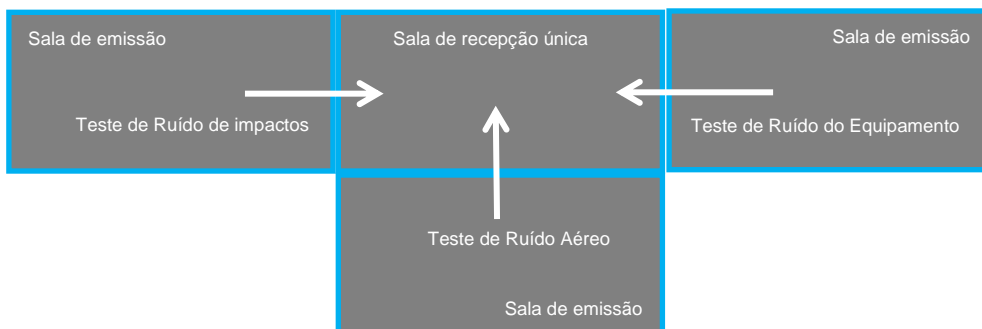 Sala de emissão
Teste de Ruído de impactos
Sala de recepção única
Sala de emissão
Teste de Ruído do Equipamento
Teste de Ruído Aéreo
Sala de emissão